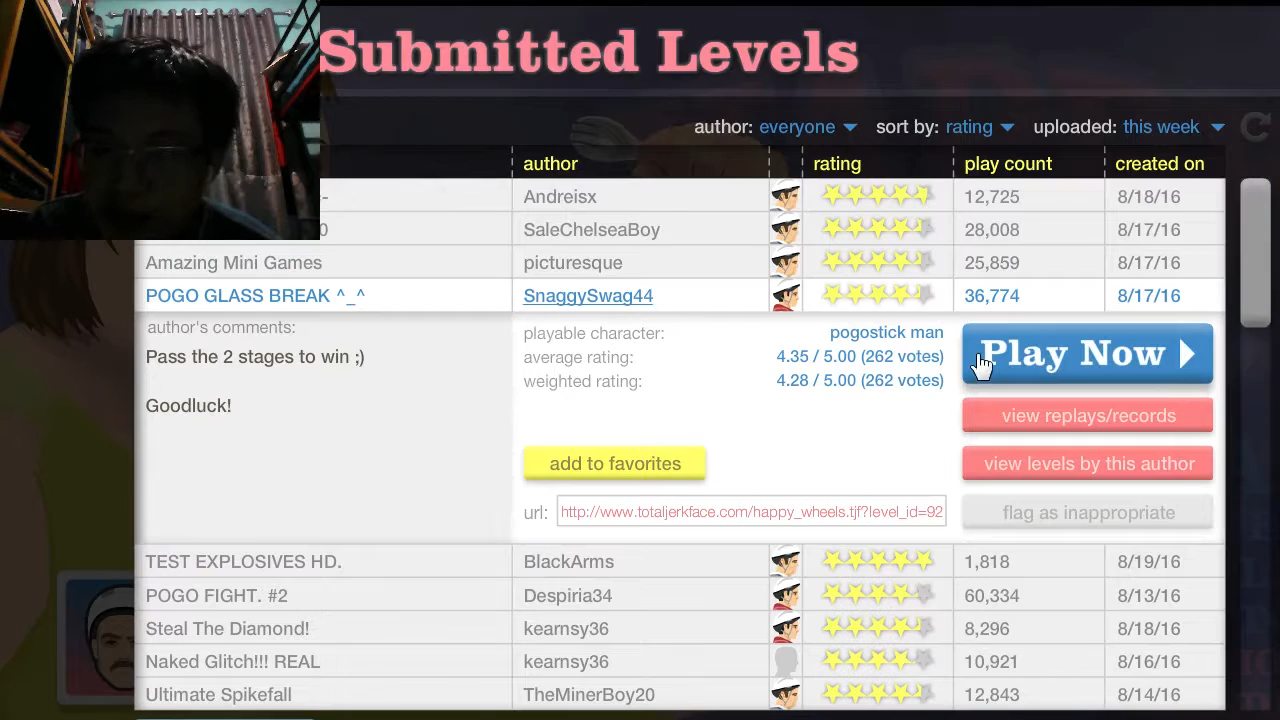 Submitted Levels
author: everyone sort by: rating uploaded: this week
author rating play count created on
Andreisx 12,725 8/18/16
SaleChelseaBoy 28,008 8/17/16
Amazing Mini Games picturesque 25,859 8/17/16
POGO GLASS BREAK ^_^ SnaggySwag44 36,774 8/17/16
author's comments:
Pass the 2 stages to win ;)
Goodluck!
playable character: pogostick man
average rating: 4.35 / 5.00 (262 votes)
weighted rating: 4.28 / 5.00 (262 votes)
add to favorites
url: http://www.totaljerkface.com/happy_wheels.tjf?level_id=92
Play Now
view replays/records
view levels by this author
flag as inappropriate
TEST EXPLOSIVES HD. BlackArms 1,818 8/19/16
POGO FIGHT. #2 Despiria34 60,334 8/13/16
Steal The Diamond! kearnsy36 8,296 8/18/16
Naked Glitch!!! REAL kearnsy36 10,921 8/16/16
Ultimate Spikefall TheMinerBoy20 12,843 8/14/16